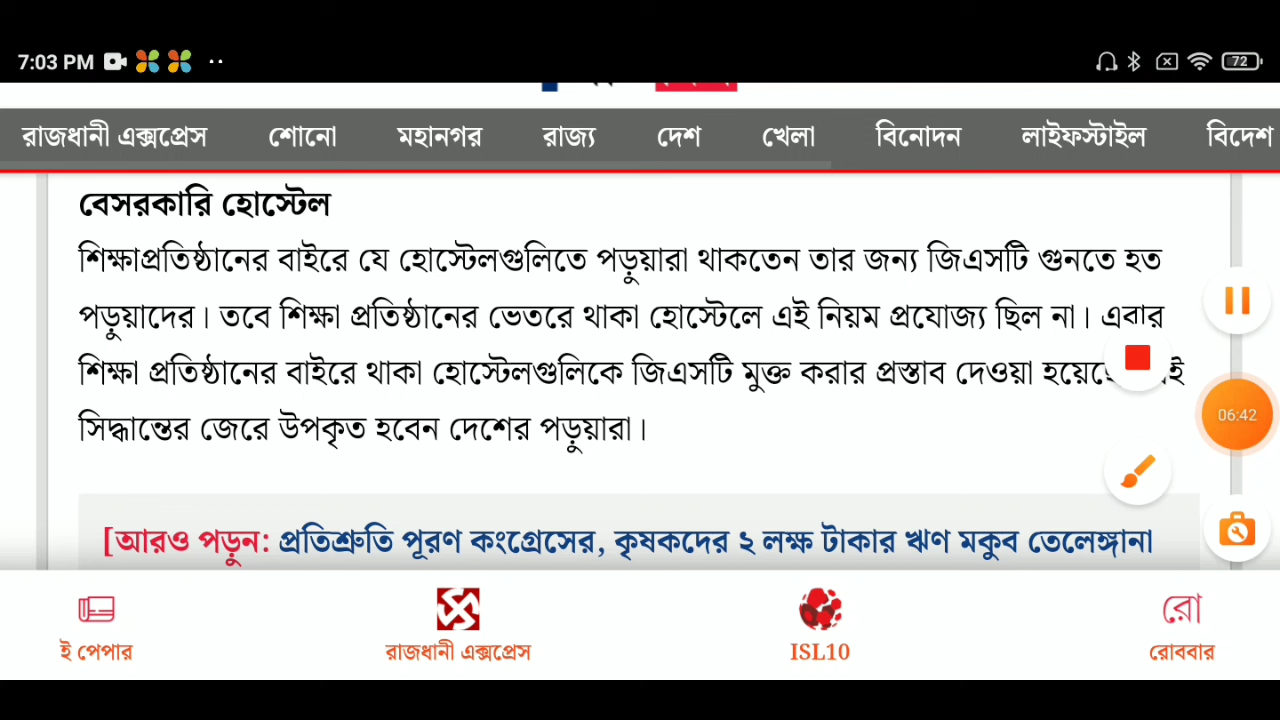 7:03 PM
72
রাজধানী এক্সপ্রেস শোনো মহানগর রাজ্য দেশ খেলা বিনোদন লাইফস্টাইল বিদেশ
বেসরকারি হোস্টেল
শিক্ষাপ্রতিষ্ঠানের বাইরে যে হোস্টেলগুলিতে পড়ুয়ারা থাকতেন তার জন্য জিএসটি গুনতে হত
পড়ুয়াদের। তবে শিক্ষা প্রতিষ্ঠানের ভেতরে থাকা হোস্টেলে এই নিয়ম প্রযোজ্য ছিল না। এবার
শিক্ষা প্রতিষ্ঠানের বাইরে থাকা হোস্টেলগুলিকে জিএসটি মুক্ত করার প্রস্তাব দেওয়া
সিদ্ধান্তের জেরে উপকৃত হবেন দেশের পড়ুয়ারা।
06:42
[আরও পড়ুন: প্রতিশ্রুতি পূরণ কংগ্রেসের, কৃষকদের ২ লক্ষ টাকার ঋণ মকুব তেলেঙ্গানা
রো
ই পেপার রাজধানী এক্সপ্রেস ISL10 রোববার